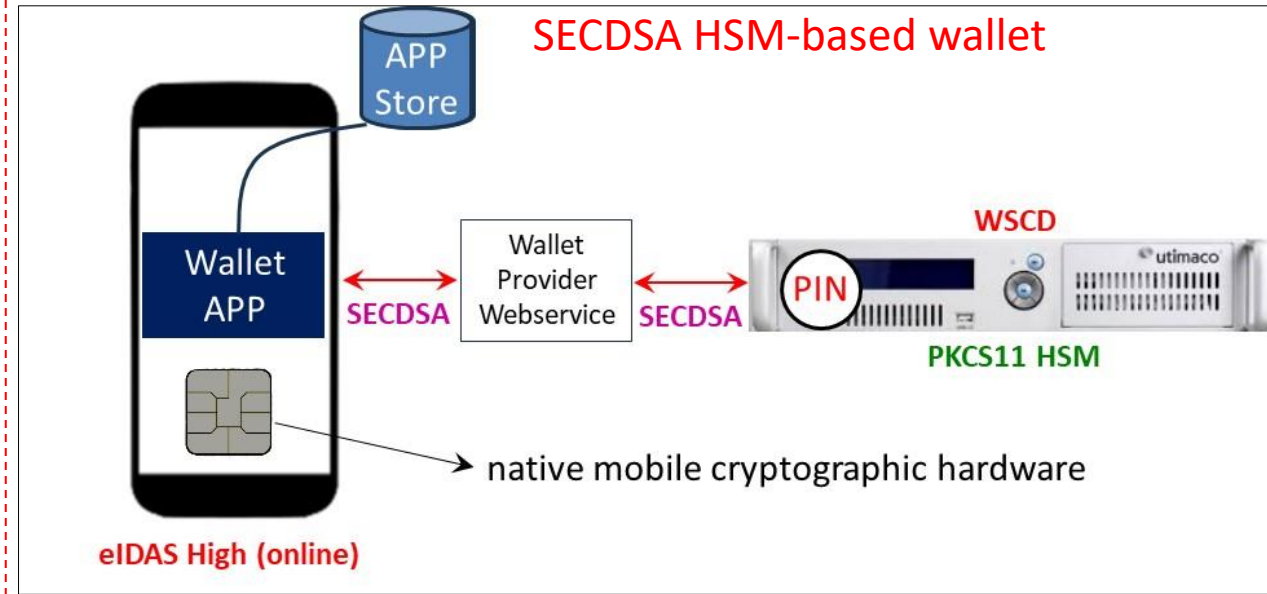 SECDSA HSM-based wallet
APP
Store
Wallet
APP
SECDSA
Wallet
Provider
Webservice
SECDSA
WSCD
utimaco
PIN
PKCS11 HSM
native mobile cryptographic hardware
eIDAS High (online)